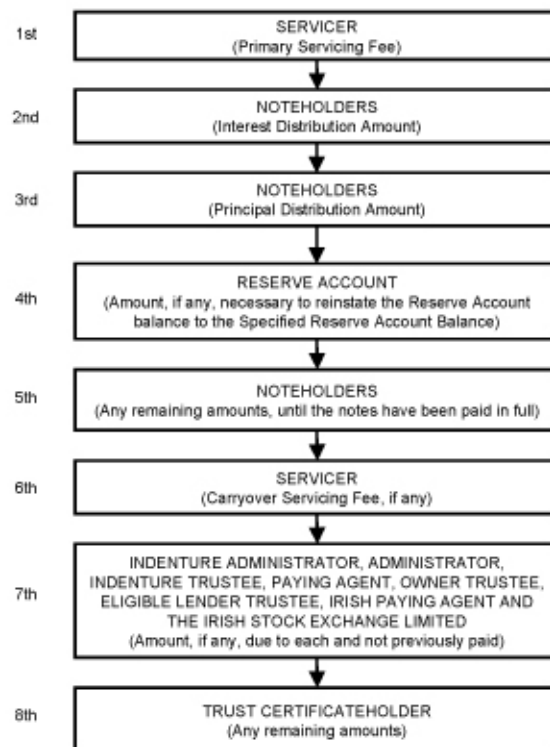 1st
SERVICER
(Primary Servicing Fee)
2nd
NOTEHOLDERS
(Interest Distribution Amount)
3rd
NOTEHOLDERS
(Principal Distribution Amount)
4th
RESERVE ACCOUNT
(Amount, if any, necessary to reinstate the Reserve Account
balance to the Specified Reserve Account Balance)
5th
NOTEHOLDERS
(Any remaining amounts, until the notes have been paid in full)
6th
SERVICER
(Carryover Servicing Fee, if any)
7th
INDENTURE ADMINISTRATOR, ADMINISTRATOR,
INDENTURE TRUSTEE, PAYING AGENT, OWNER TRUSTEE,
ELIGIBLE LENDER TRUSTEE, IRISH PAYING AGENT AND
THE IRISH STOCK EXCHANGE LIMITED
(Amount, if any, due to each and not previously paid)
8th
TRUST CERTIFICATEHOLDER
(Any remaining amounts)